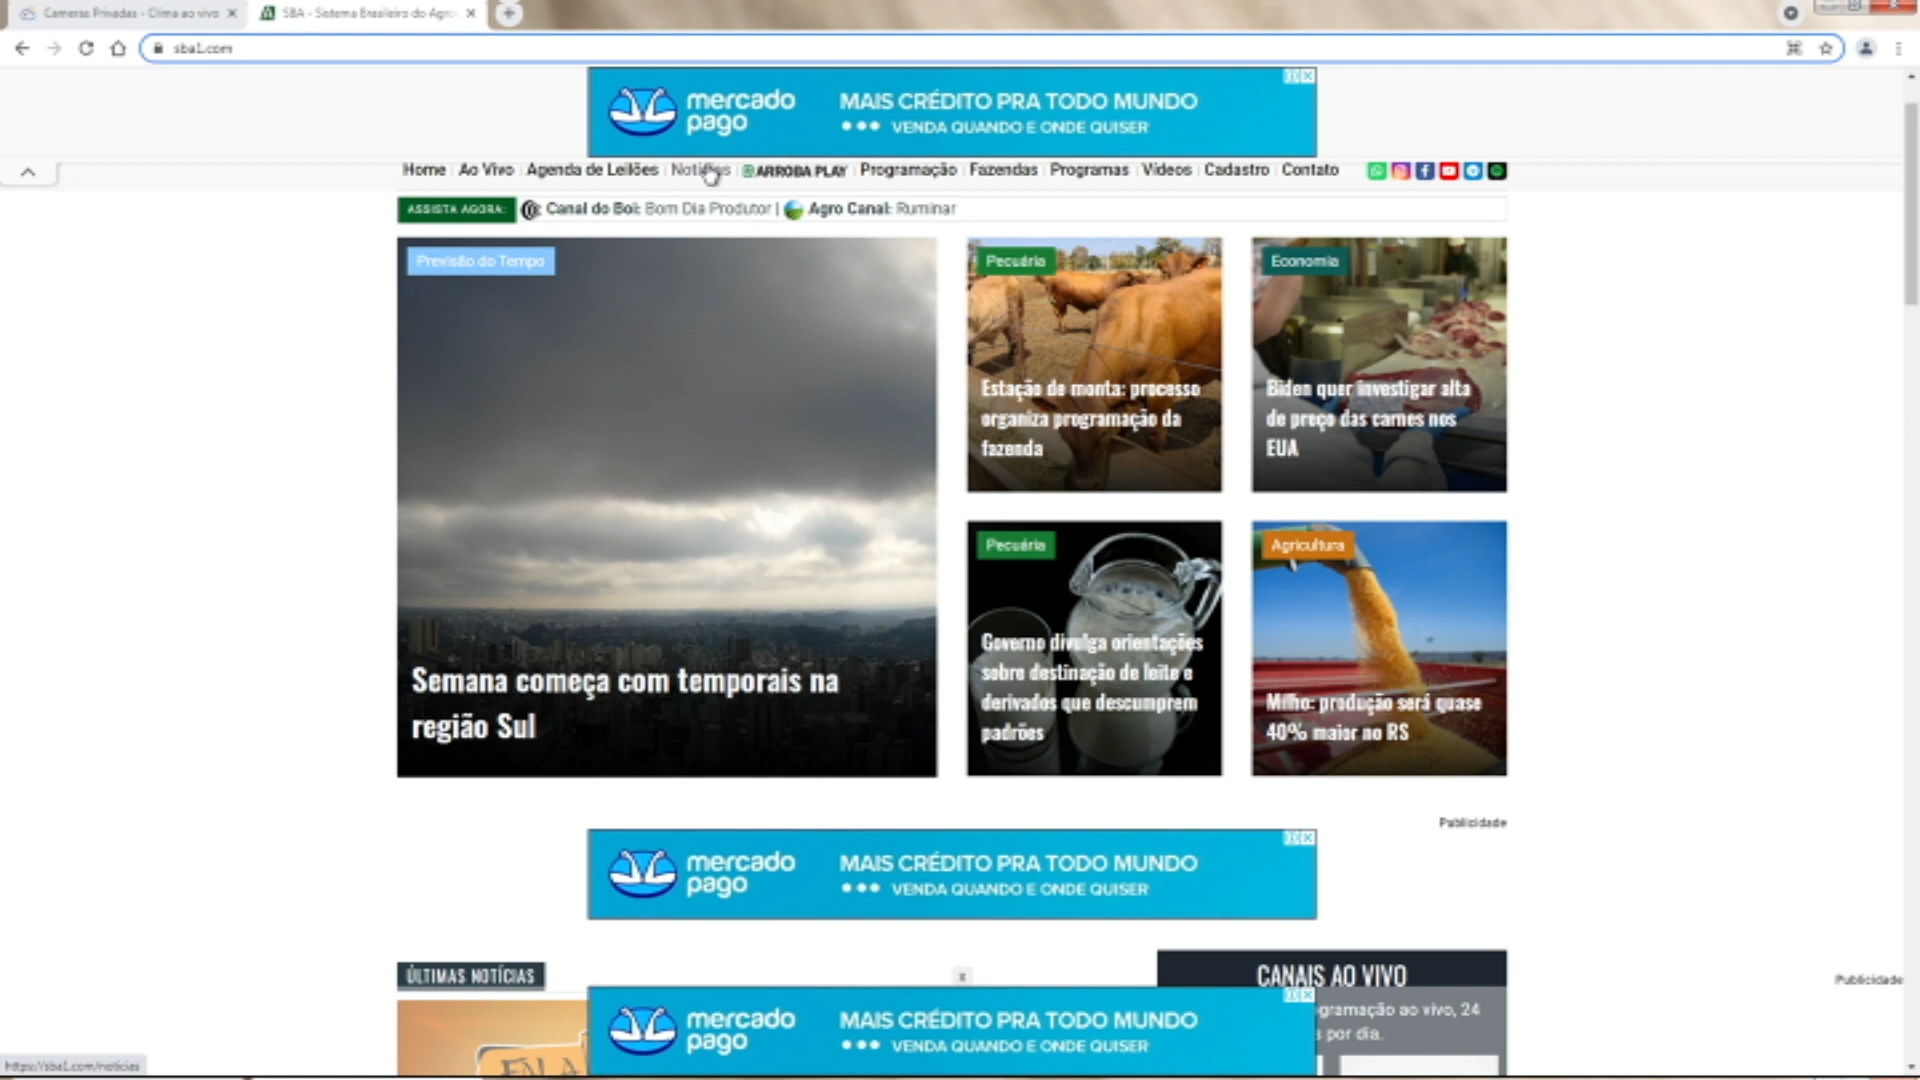 Cameras Privadas - Clima ao vivo
SBA - Sistema Brasileiro do Agro
sba1.com
mercado pago
MAIS CRÉDITO PRA TODO MUNDO
VENDA QUANDO E ONDE QUISER
Home Ao Vivo Agenda de Leilões Notícias ARROBA PLAY Programação Fazendas Programas Vídeos Cadastro Contato
ASSISTA AGORA: Canal do Boi: Bom Dia Produtor | Agro Canal: Ruminar
Previsão do Tempo
Semana começa com temporais na
região Sul
Pecuária
Estação de monta: processo
organiza programação da
fazenda
Economia
Biden quer investigar alta
de preço das carnes nos
EUA
Pecuária
Governo divulga orientações
sobre destinação de leite e
derivados que descumprem
padrões
Agricultura
Milho: produção será quase
40% maior no RS
Publicidade
mercado pago
MAIS CRÉDITO PRA TODO MUNDO
VENDA QUANDO E ONDE QUISER
ÚLTIMAS NOTÍCIAS
CANAIS AO VIVO
Publicidade
gramação ao vivo, 24
s por dia.
mercado pago
MAIS CRÉDITO PRA TODO MUNDO
VENDA QUANDO E ONDE QUISER
https://sba1.com/noticias